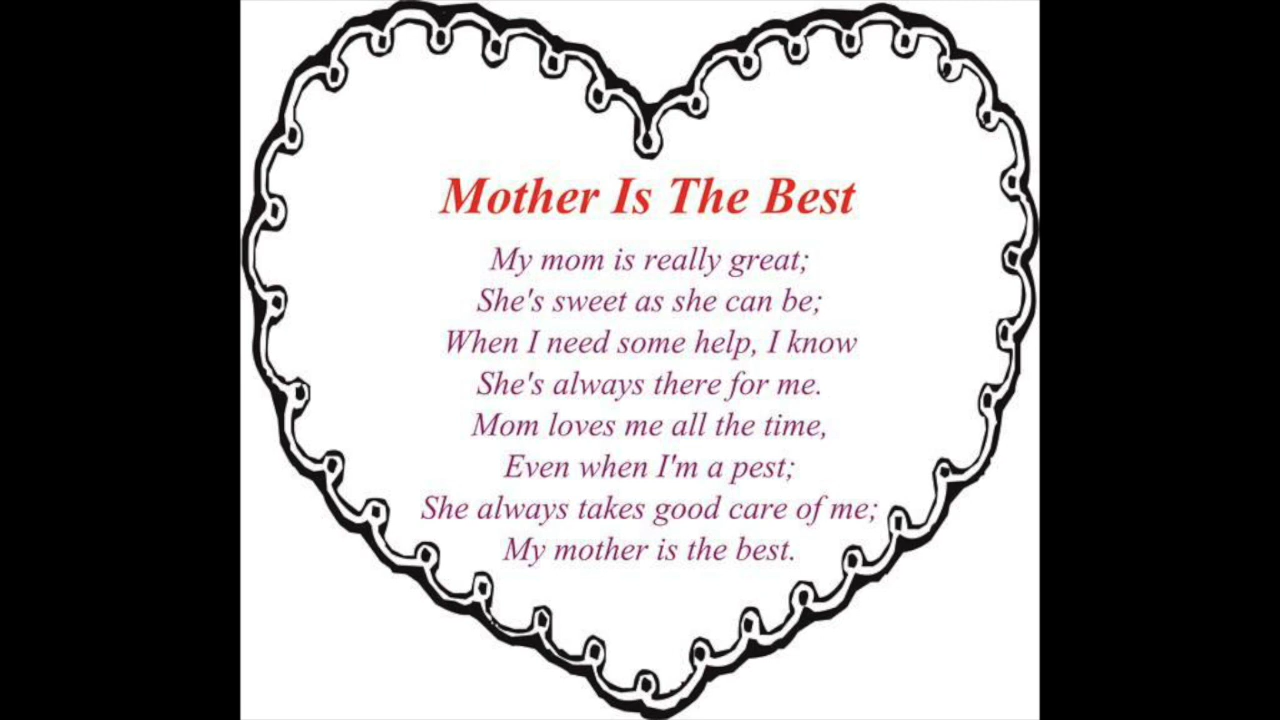 Mother Is The Best
My mom is really great;
She's sweet as she can be;
When I need some help, I know
She's always there for me.
Mom loves me all the time,
Even when I'm a pest;
She always takes good care of me;
My mother is the best.